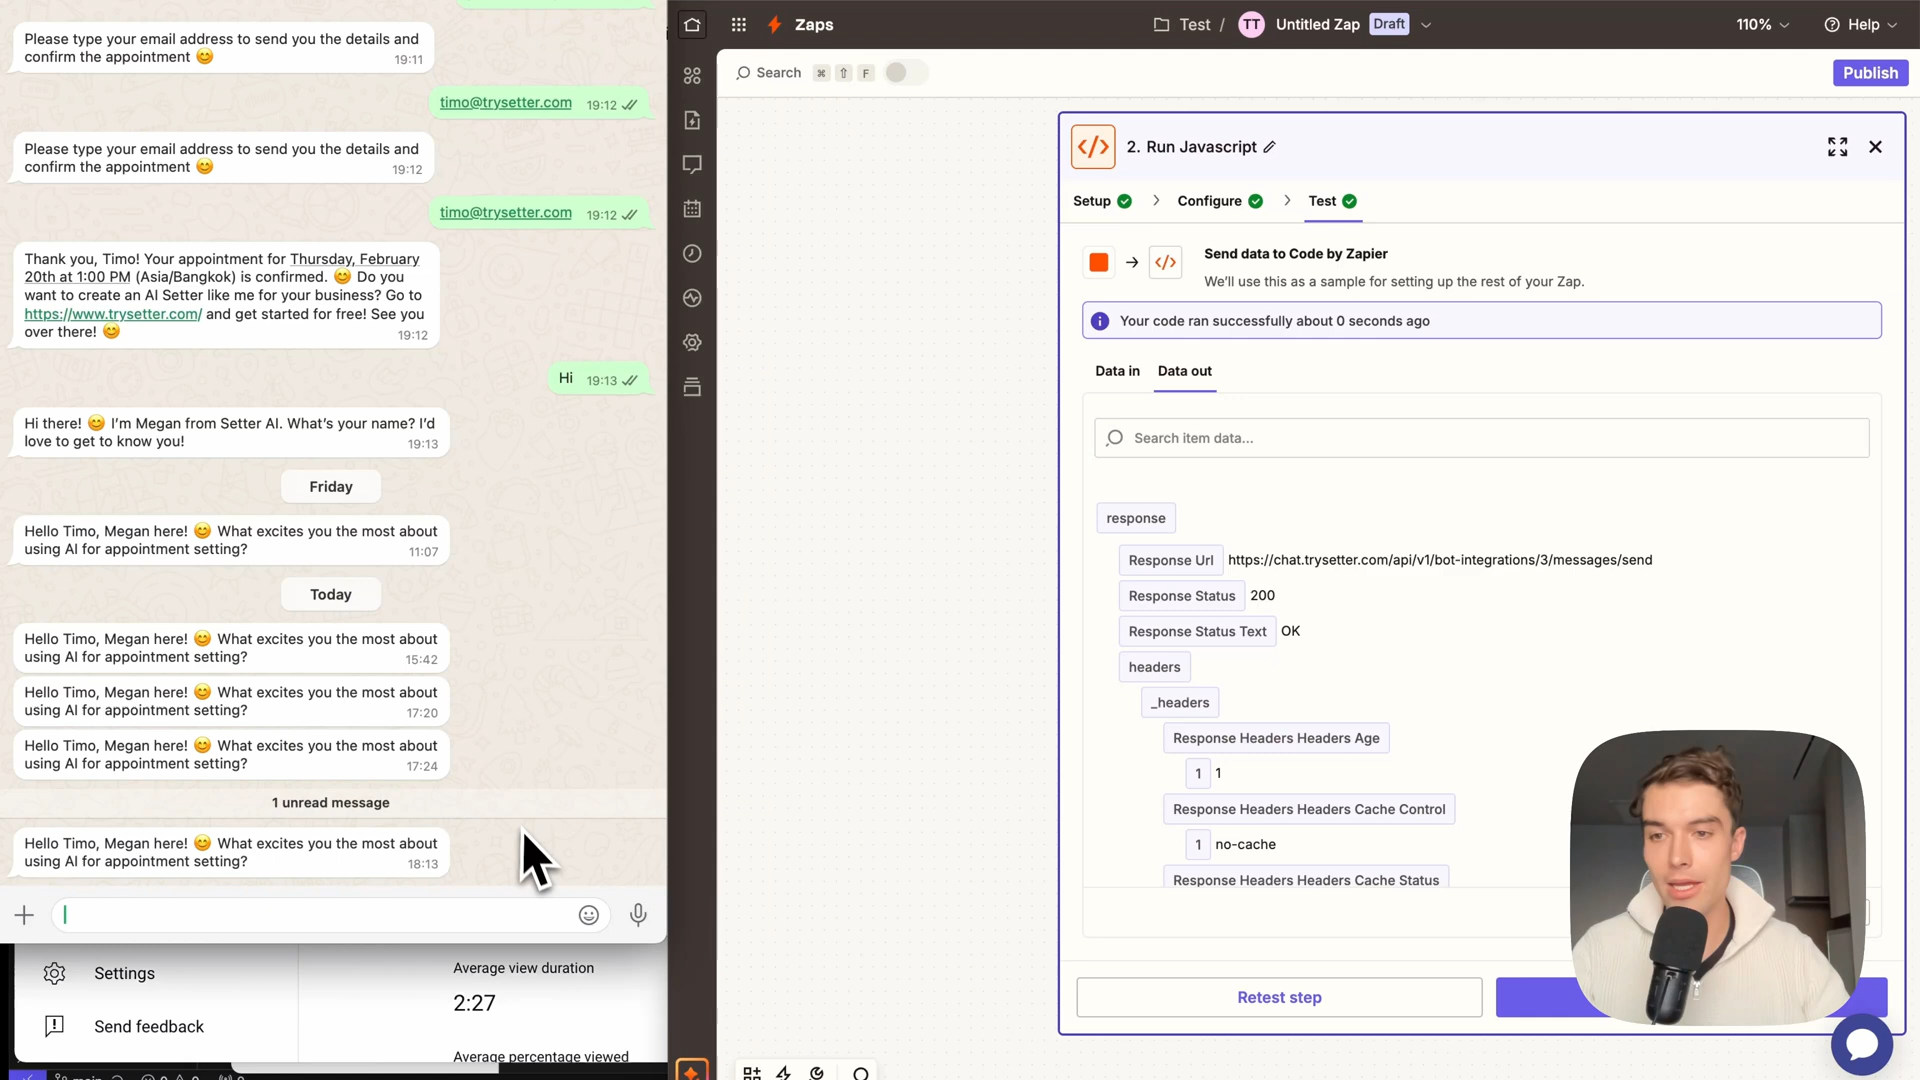 Please type your email address to send you the details and
confirm the appointment 😊 19:11
timo@trysetter.com 19:12
Please type your email address to send you the details and
confirm the appointment 😊 19:12
timo@trysetter.com 19:12
Thank you, Timo! Your appointment for Thursday, February
20th at 1:00 PM (Asia/Bangkok) is confirmed. 😊 Do you
want to create an AI Setter like me for your business? Go to
https://www.trysetter.com/ and get started for free! See you
over there! 😊 19:12
Hi 19:13
Hi there! 😊 I'm Megan from Setter AI. What's your name? I'd
love to get to know you! 19:13
Friday
Hello Timo, Megan here! 😊 What excites you the most about
using AI for appointment setting? 11:07
Today
Hello Timo, Megan here! 😊 What excites you the most about
using AI for appointment setting? 15:42
Hello Timo, Megan here! 😊 What excites you the most about
using AI for appointment setting? 17:20
Hello Timo, Megan here! 😊 What excites you the most about
using AI for appointment setting? 17:24
1 unread message
Hello Timo, Megan here! 😊 What excites you the most about
using AI for appointment setting? 18:13
Settings
Send feedback
Average view duration
2:27
Average percentage viewed
main
Zaps
Test / TT Untitled Zap Draft
110%
Help
Search ⌘ ⇧ F
Publish
2. Run Javascript
Setup > Configure > Test
Send data to Code by Zapier
We'll use this as a sample for setting up the rest of your Zap.
Your code ran successfully about 0 seconds ago
Data in Data out
Search item data...
response
Response Url https://chat.trysetter.com/api/v1/bot-integrations/3/messages/send
Response Status 200
Response Status Text OK
headers
_headers
Response Headers Headers Age
1 1
Response Headers Headers Cache Control
1 no-cache
Response Headers Headers Cache Status
Retest step